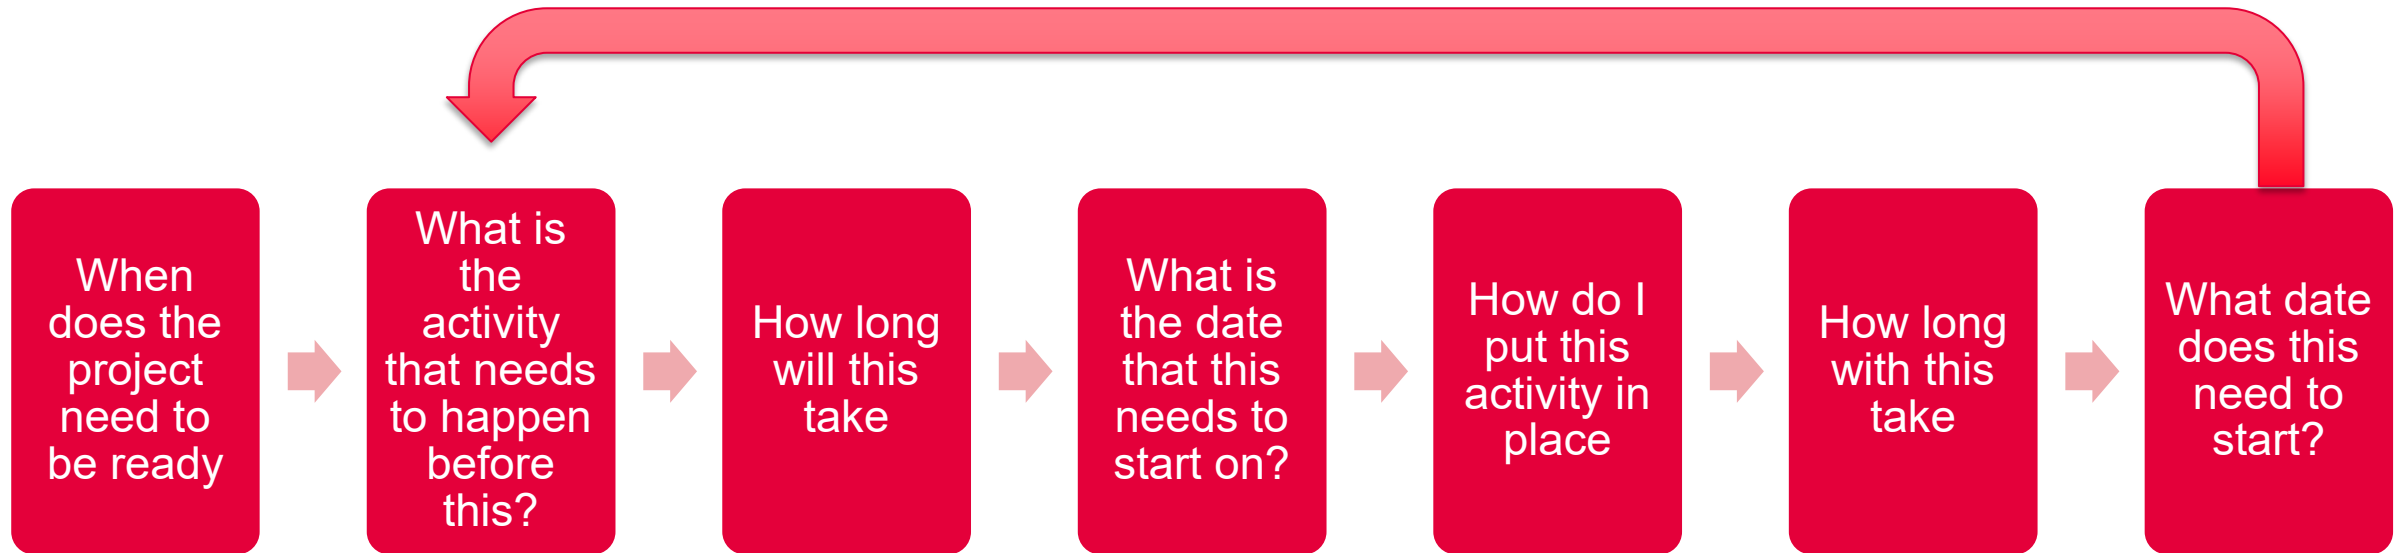 When
does the
project
need to
be ready
What is
the
activity
that needs
to happen
before
this?
How long
will this
take
What is
the date
that this
needs to
start on?
How do I
put this
activity in
place
How long
with this
take
What date
does this
need to
start?